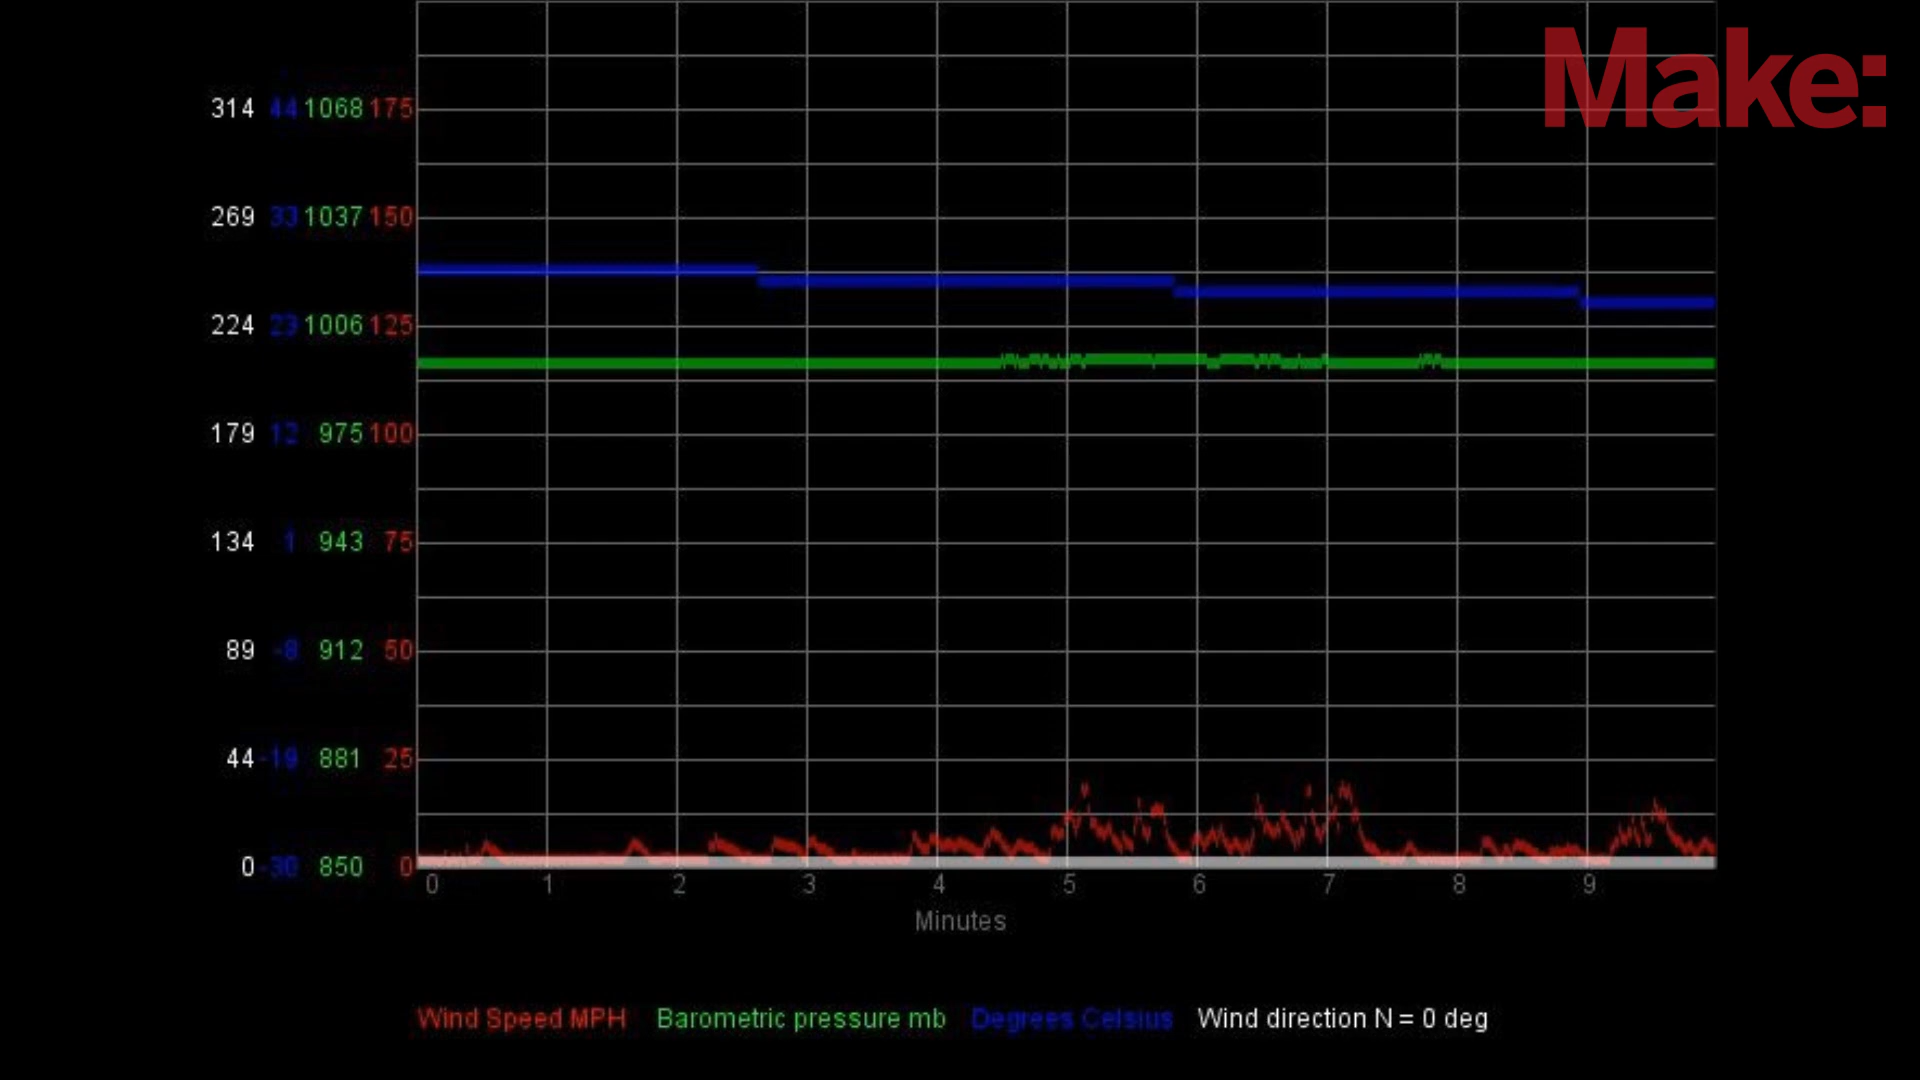 Make:
314 44 1068 175
269 33 1037 150
224 23 1006 125
179 12 975 100
134 1 943 75
89 -8 912 50
44 -19 881 25
0 -30 850 0
0 1 2 3 4 5 6 7 8 9
Minutes
Wind Speed MPH Barometric pressure mb Degrees Celsius Wind direction N = 0 deg